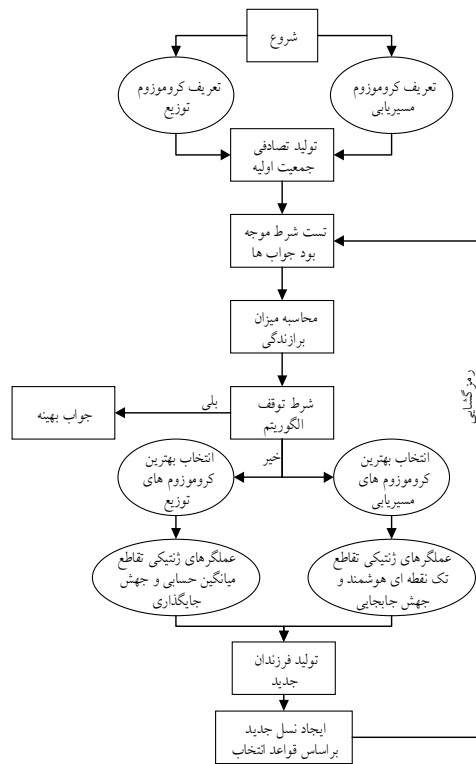 شروع
تعریف کروموزوم
مسیریابی
تعریف کروموزوم
توزیع
تولید تصادفی
جمعیت اولیه
تست شرط موجه
بود جواب ها
محاسبه میزان
برازندگی
رمزگشایی
شرط توقف
الگوریتم
بلی
جواب بهینه
خیر
انتخاب بهترین
کروموزوم های
مسیریابی
انتخاب بهترین
کروموزوم های
توزیع
عملگرهای ژنتیکی تقاطع
تک نقطه ای هوشمند و
جهش جابجایی
عملگرهای ژنتیکی تقاطع
میانگین حسابی و جهش
جایگذاری
تولید فرزندان
جدید
ایجاد نسل جدید
براساس قواعد انتخاب